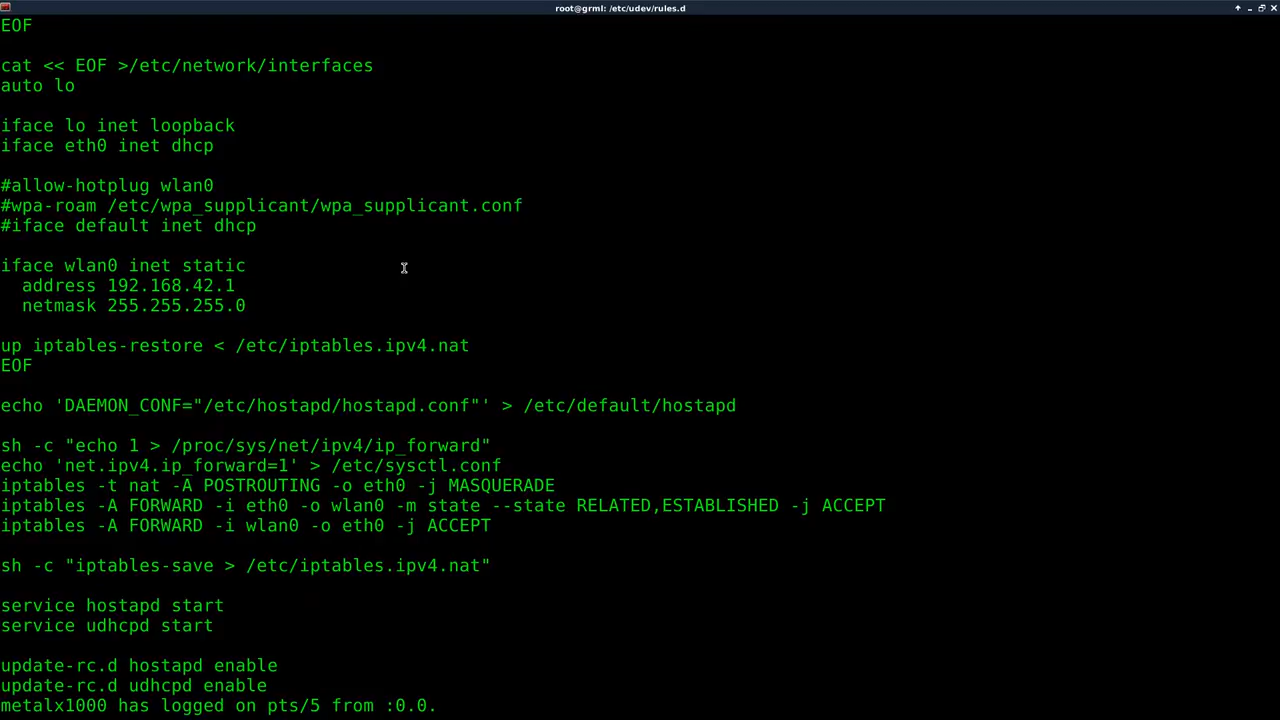 root@grml: /etc/udev/rules.d
EOF
cat << EOF >/etc/network/interfaces
auto lo
iface lo inet loopback
iface eth0 inet dhcp
#allow-hotplug wlan0
#wpa-roam /etc/wpa_supplicant/wpa_supplicant.conf
#iface default inet dhcp
iface wlan0 inet static
  address 192.168.42.1
  netmask 255.255.255.0
up iptables-restore < /etc/iptables.ipv4.nat
EOF
echo 'DAEMON_CONF="/etc/hostapd/hostapd.conf"' > /etc/default/hostapd
sh -c "echo 1 > /proc/sys/net/ipv4/ip_forward"
echo 'net.ipv4.ip_forward=1' > /etc/sysctl.conf
iptables -t nat -A POSTROUTING -o eth0 -j MASQUERADE
iptables -A FORWARD -i eth0 -o wlan0 -m state --state RELATED,ESTABLISHED -j ACCEPT
iptables -A FORWARD -i wlan0 -o eth0 -j ACCEPT
sh -c "iptables-save > /etc/iptables.ipv4.nat"
service hostapd start
service udhcpd start
update-rc.d hostapd enable
update-rc.d udhcpd enable
metalx1000 has logged on pts/5 from :0.0.